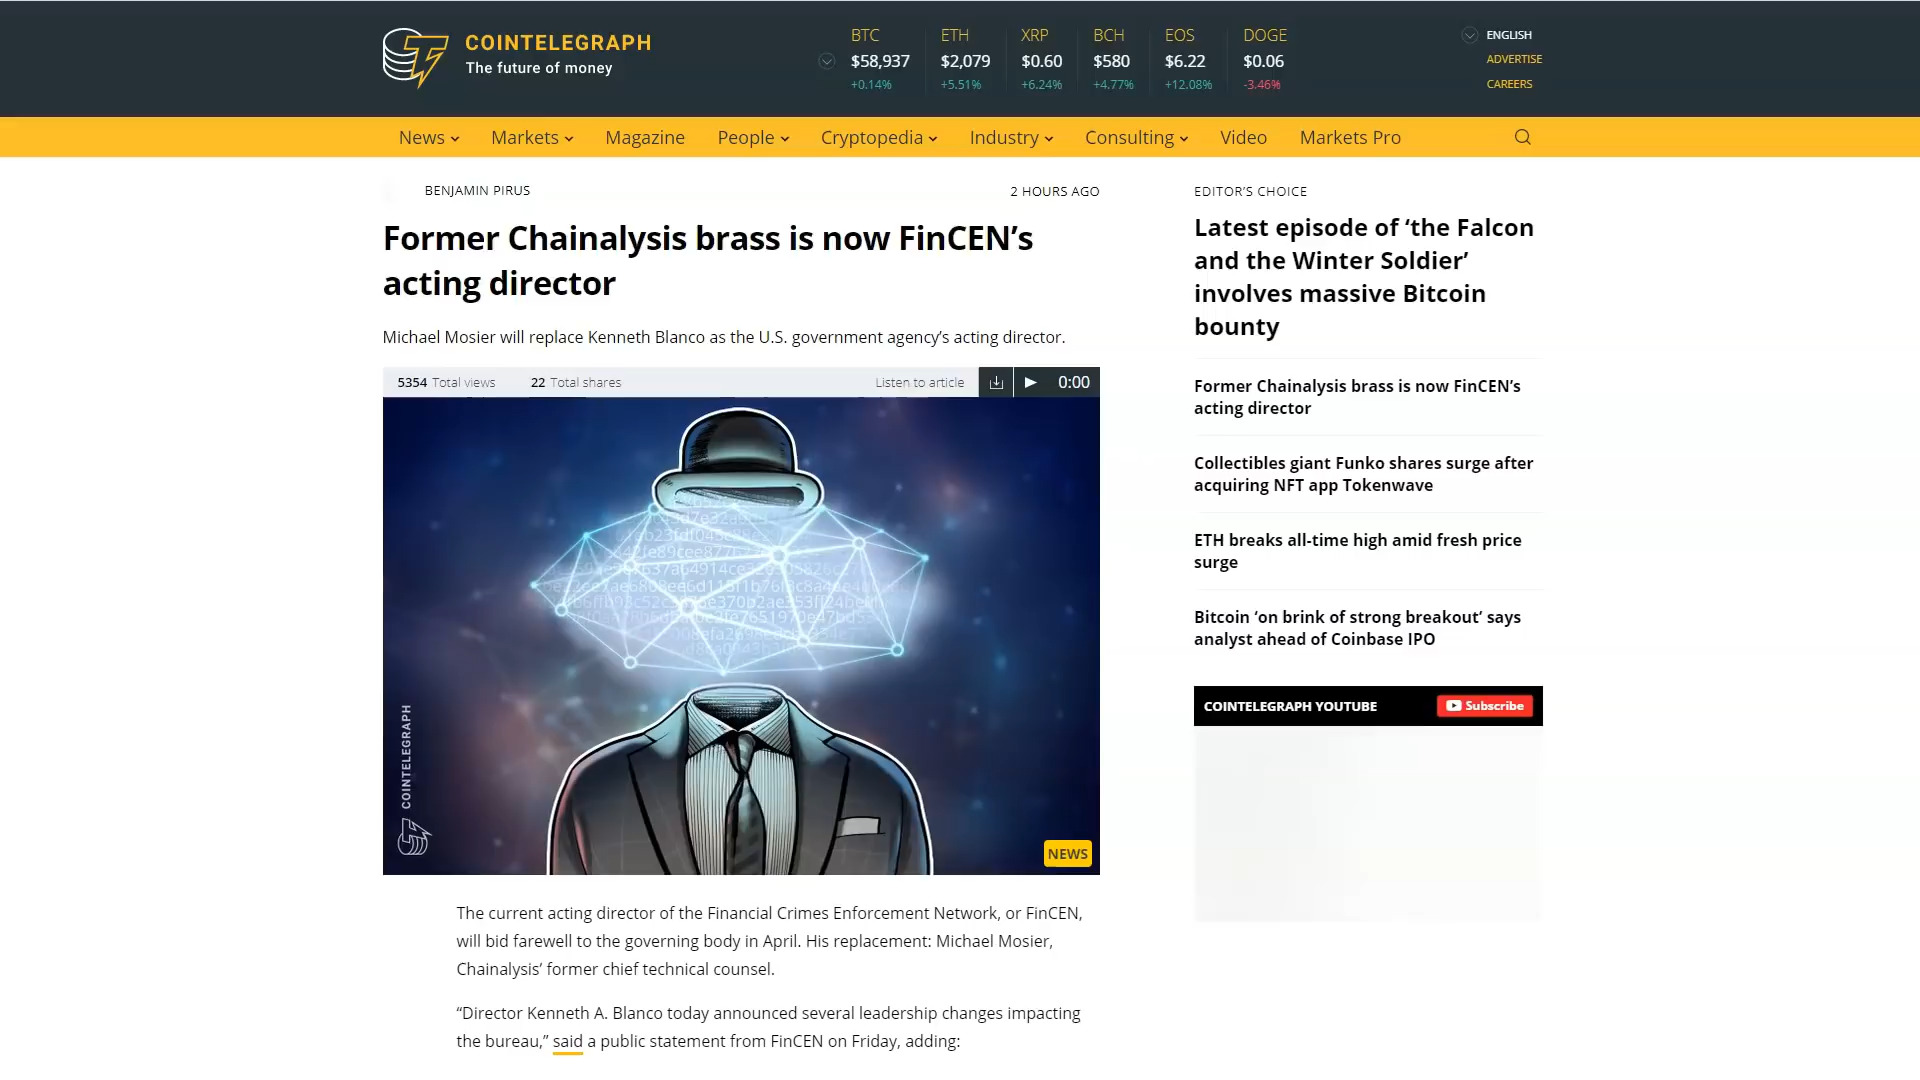 COINTELEGRAPH
The future of money
BTC
$58,937
+0.14%
ETH
$2,079
+5.51%
XRP
$0.60
+6.24%
BCH
$580
+4.77%
EOS
$6.22
+12.08%
DOGE
$0.06
-3.46%
ENGLISH
ADVERTISE
CAREERS
News
Markets
Magazine
People
Cryptopedia
Industry
Consulting
Video
Markets Pro
BENJAMIN PIRUS
2 HOURS AGO
Former Chainalysis brass is now FinCEN’s
acting director
Michael Mosier will replace Kenneth Blanco as the U.S. government agency’s acting director.
5354 Total views
22 Total shares
Listen to article
0:00
COINTELEGRAPH
NEWS
The current acting director of the Financial Crimes Enforcement Network, or FinCEN,
will bid farewell to the governing body in April. His replacement: Michael Mosier,
Chainalysis’ former chief technical counsel.
“Director Kenneth A. Blanco today announced several leadership changes impacting
the bureau,” said a public statement from FinCEN on Friday, adding:
EDITOR’S CHOICE
Latest episode of ‘the Falcon
and the Winter Soldier’
involves massive Bitcoin
bounty
Former Chainalysis brass is now FinCEN’s
acting director
Collectibles giant Funko shares surge after
acquiring NFT app Tokenwave
ETH breaks all-time high amid fresh price
surge
Bitcoin ‘on brink of strong breakout’ says
analyst ahead of Coinbase IPO
COINTELEGRAPH YOUTUBE
Subscribe